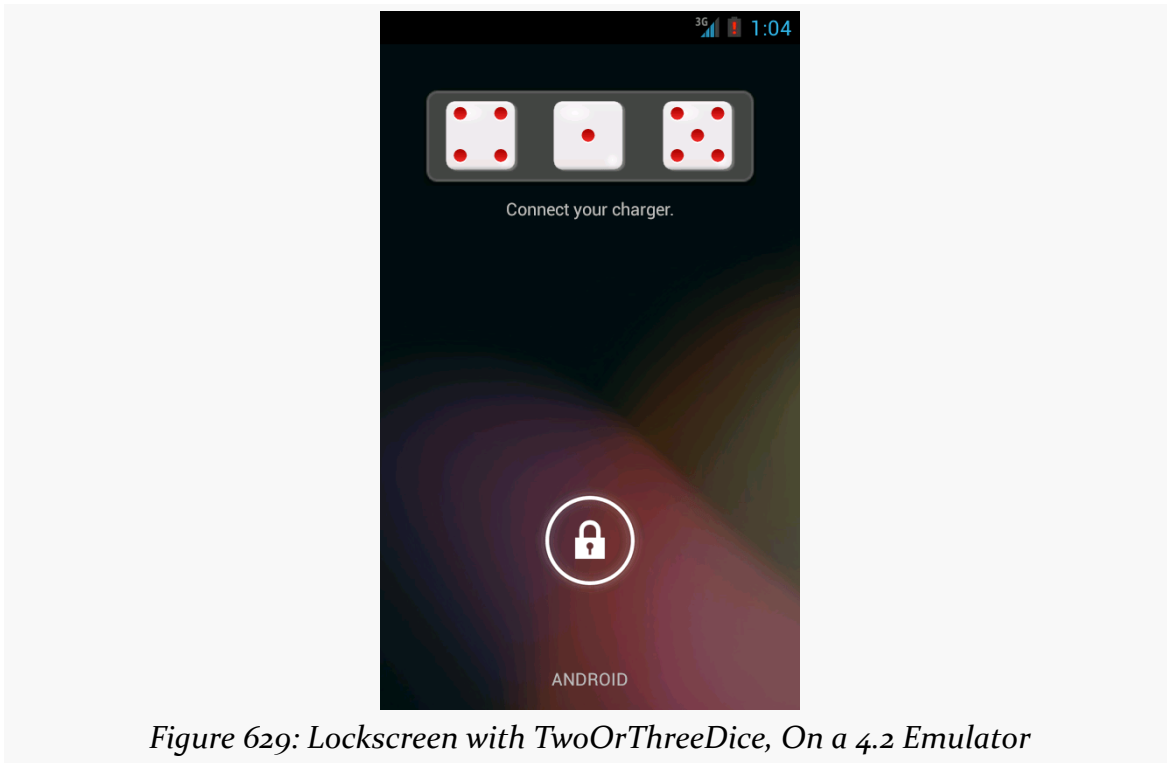 3G 1:04
Connect your charger.
ANDROID
Figure 629: Lockscreen with TwoOrThreeDice, On a 4.2 Emulator